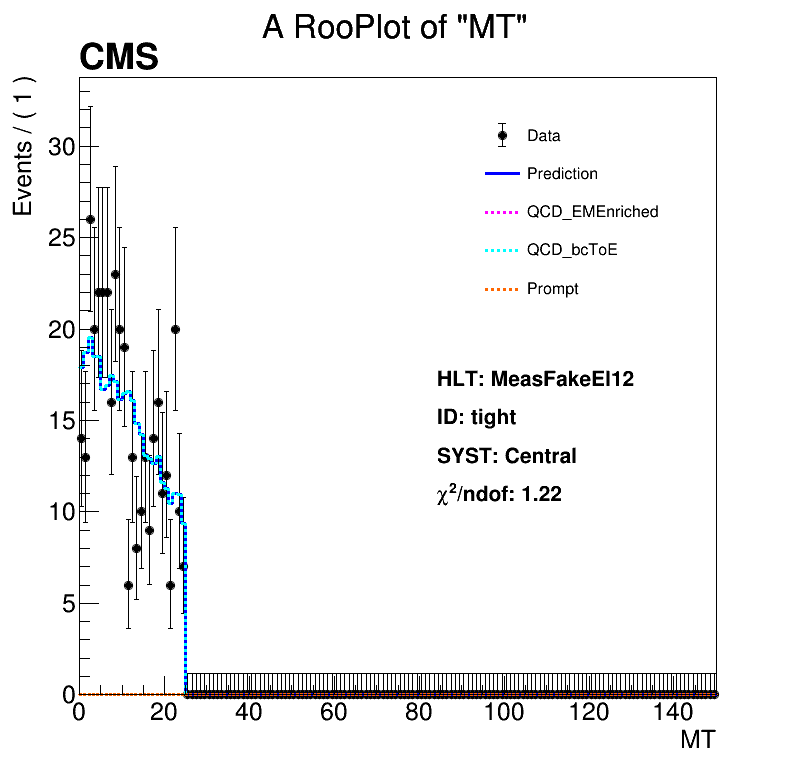 A RooPlot of "MT"
CMS
Events / ( 1 )
30
25
20
15
10
5
0
Data
Prediction
QCD_EMEnriched
QCD_bcToE
Prompt
HLT: MeasFakeEl12
ID: tight
SYST: Central
χ²/ndof: 1.22
0 20 40 60 80 100 120 140
MT